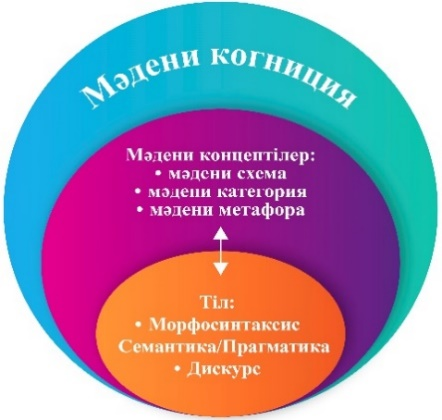 Мәдени когниция
Мәдени концептілер:
• мәдени схема
• мәдени категория
• мәдени метафора
Тіл:
• Морфосинтаксис
Семантика/Прагматика
• Дискурс